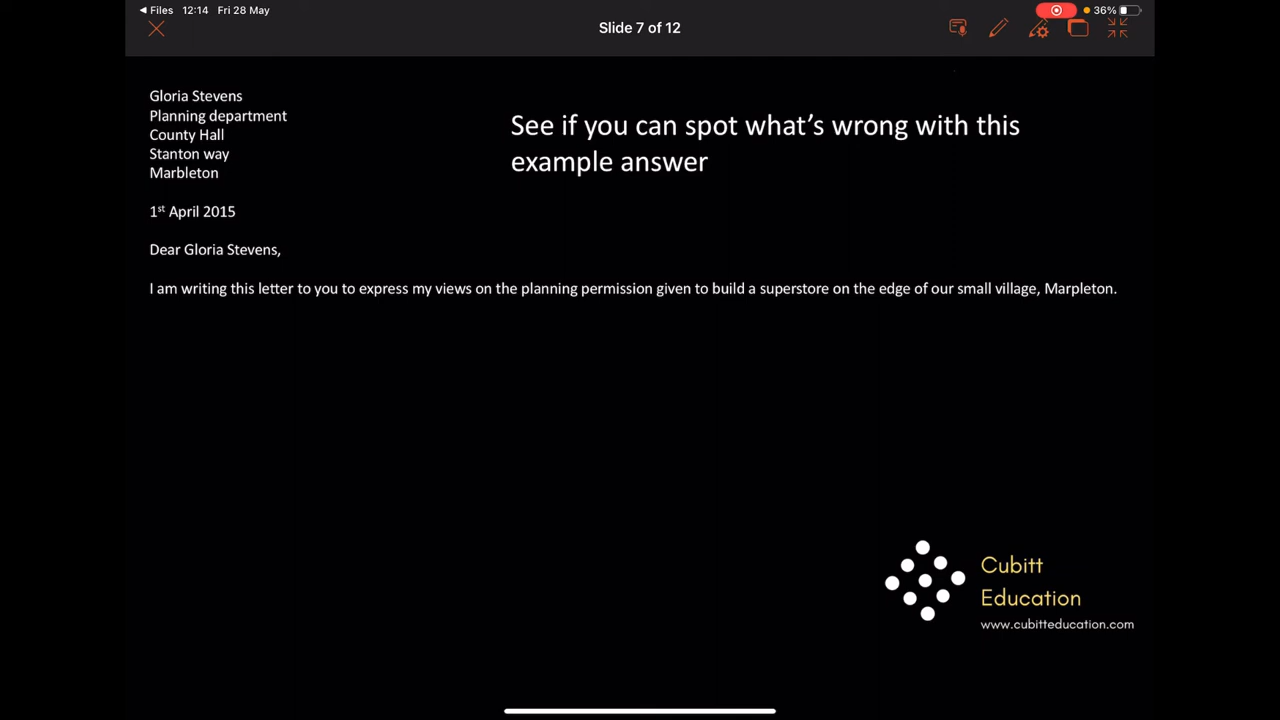 Files 12:14 Fri 28 May
36%
Slide 7 of 12
Gloria Stevens
Planning department
County Hall
Stanton way
Marbleton
1st April 2015
Dear Gloria Stevens,
I am writing this letter to you to express my views on the planning permission given to build a superstore on the edge of our small village, Marpleton.
See if you can spot what's wrong with this
example answer
Cubitt
Education
www.cubitteducation.com